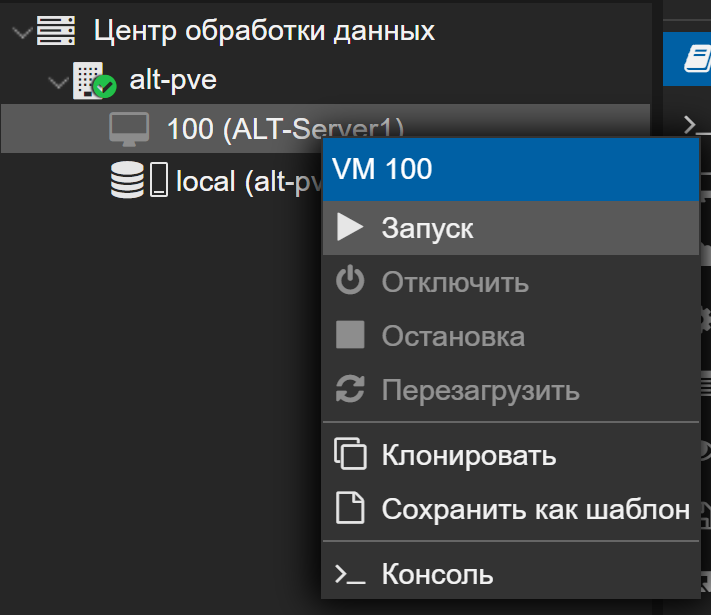 Центр обработки данных
alt-pve
100 (ALT-Server1)
local (alt-pv
VM 100
Запуск
Отключить
Остановка
Перезагрузить
Клонировать
Сохранить как шаблон
Консоль